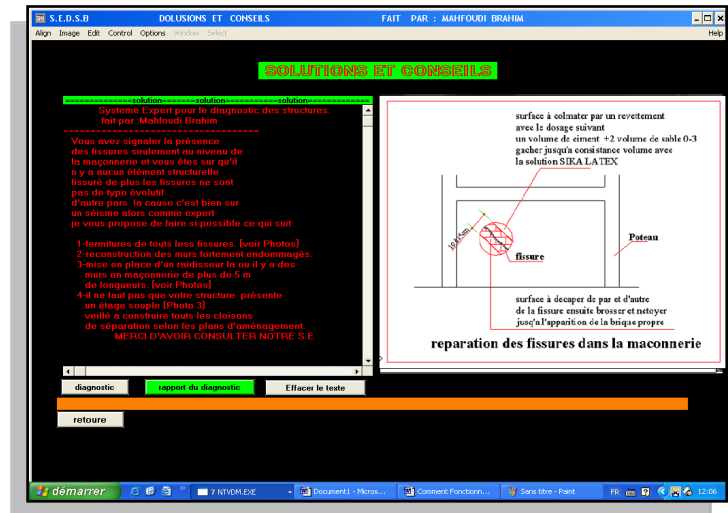 S.E.D.S.B DOLUSIONS ET CONSEILS FAIT PAR : MAHFOUDI BRAHIM
Align Image Edit Control Options Window Select Help
SOLUTIONS ET CONSEILS
==============solution=======solution===========solution=============
Systeme Expert pour le diagnostic des structures.
fait par :Mahfoudi Brahim
-----------------------------------
Vous avez signaler la présence
des fissures seulement au niveau de
la maçonnerie et vous êtes sur qu'il
n y a aucun élément structurelle
fissuré de plus les fissures ne sont
pas do type évolutif
d'autre pars la cause c'est bien sur
un séisme alors comme expert
je vous propose de faire si possible ce qui suit:
1-fermitures de touts less fissures. [voir Photos]
2-reconstruction des murs fortement endommagés.
3-mise en place d'un raidisseur la ou il y a das
murs en maçonnerie de plus de 5 m
de longueurs. [voir Photos]
4-il ne faut pas que votre structure présente
un étage souple [Photo 3]
veillé a construire touts les cloisons
de séparation selon les plans d'aménagement.
MERCI D'AVOIR CONSULTER NOTRE S.E
surface à colmater par un revettement
avec le dosage suivant
un volume de ciment +2 volume de sable 0-3
gacher jusqu'a consistance volume avec
la solution SIKA LATEX
10 à 15cm
Poteau
fissure
surface à decaper de par et d'autre
de la fissure ensuite brosser et netoyer
jusq'a l'apparition de la brique propre
reparation des fissures dans la maconnerie
diagnostic rapport du diagnostic Effacer le texte
retoure
démarrer 7 NTVDM.EXE Document1 - Micros... Comment Fonctionn... Sans titre - Paint FR 12:06